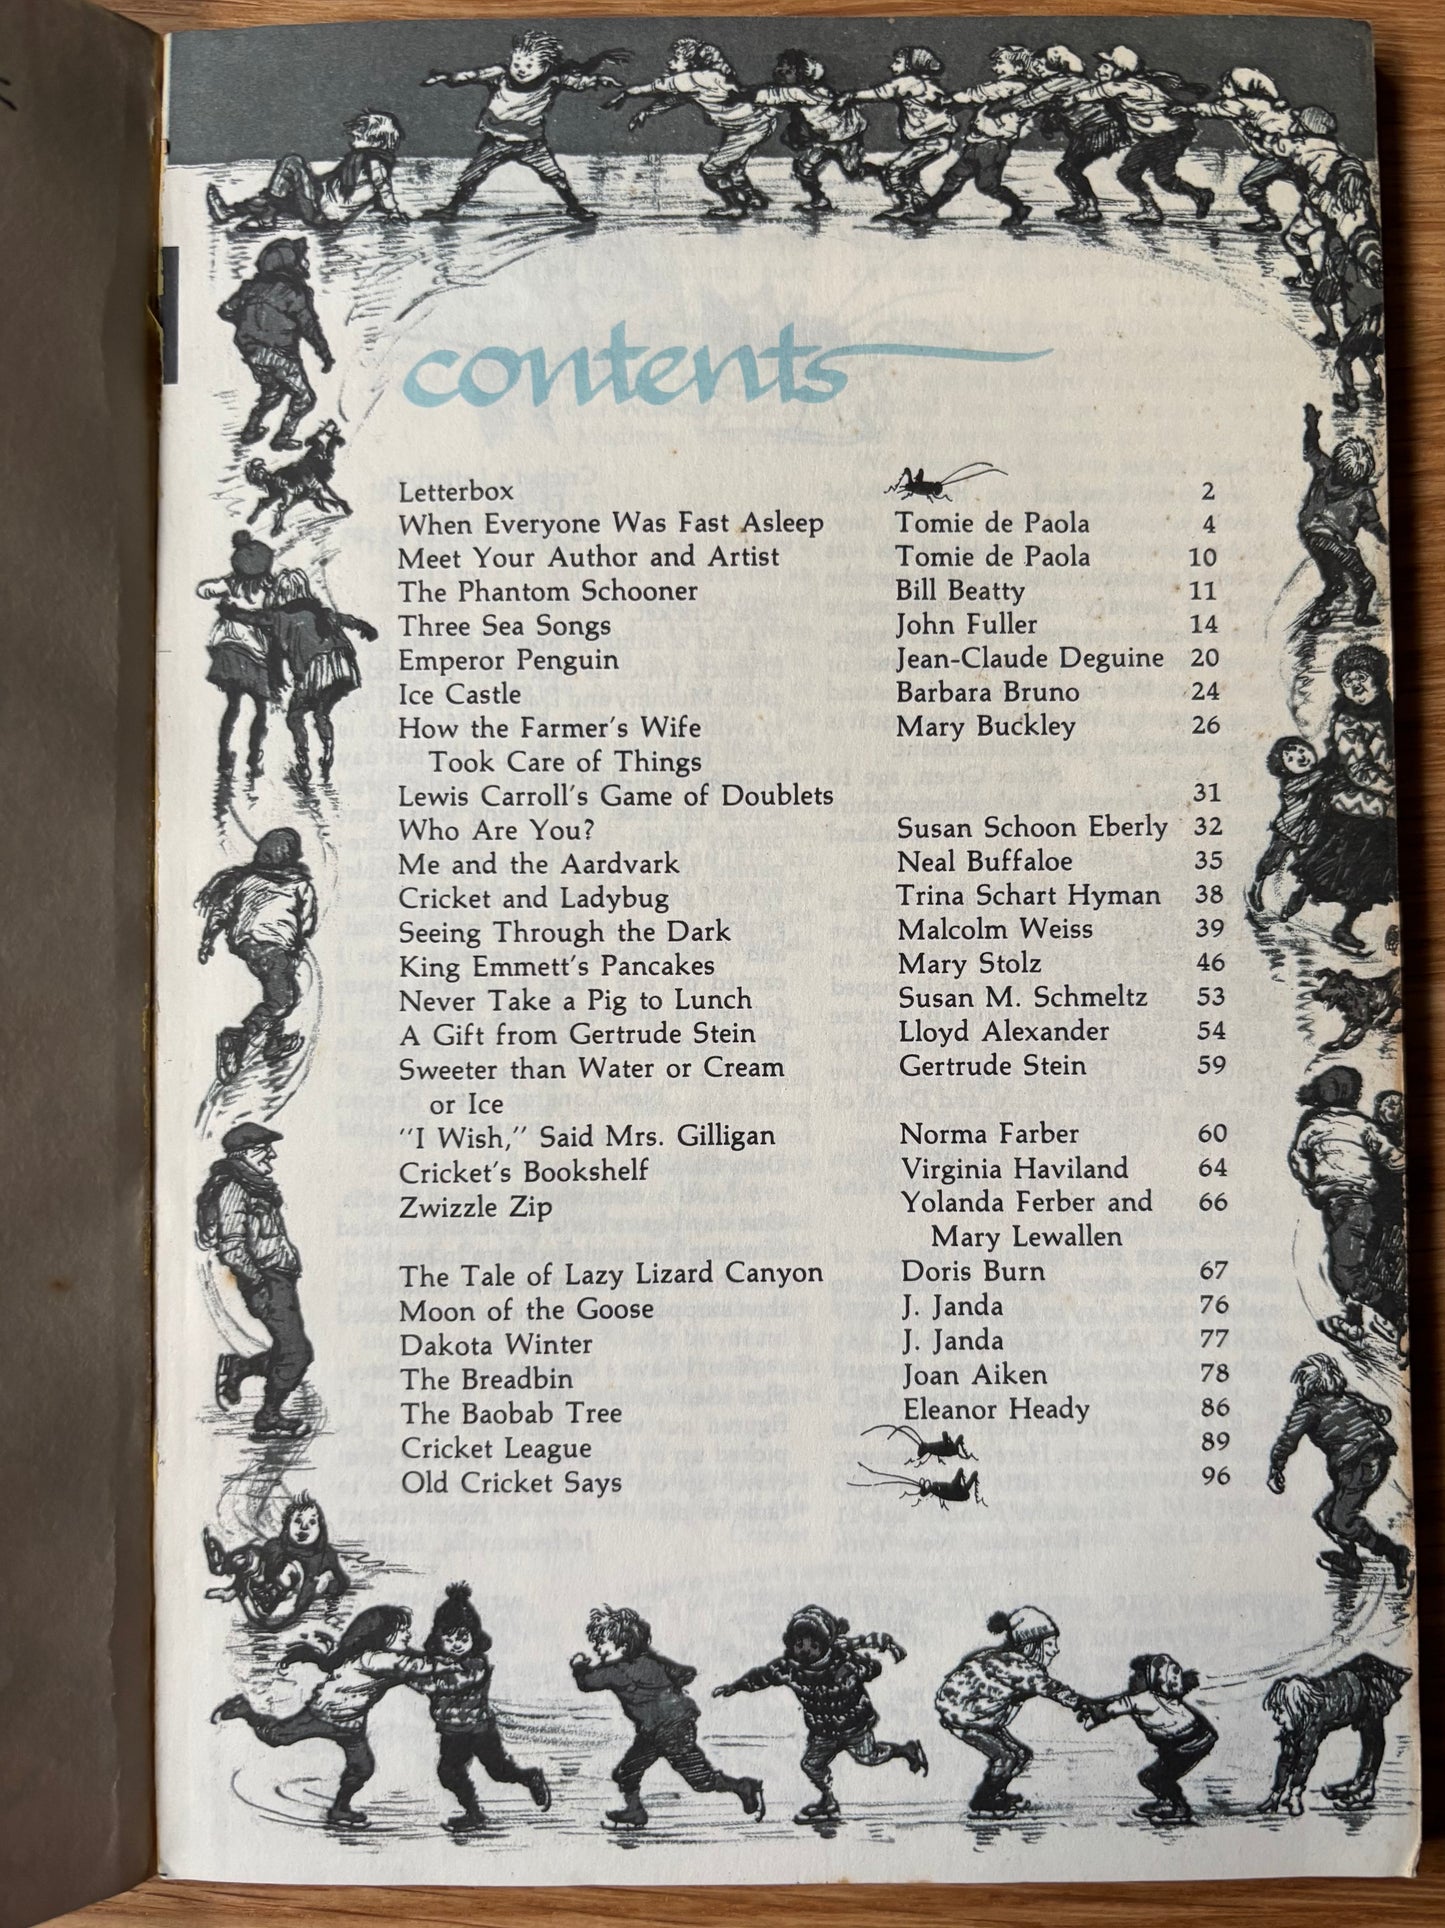 contents
Letterbox 2
When Everyone Was Fast Asleep Tomie de Paola 4
Meet Your Author and Artist Tomie de Paola 10
The Phantom Schooner Bill Beatty 11
Three Sea Songs John Fuller 14
Emperor Penguin Jean-Claude Deguine 20
Ice Castle Barbara Bruno 24
How the Farmer's Wife Mary Buckley 26
Took Care of Things
Lewis Carroll's Game of Doublets 31
Who Are You? Susan Schoon Eberly 32
Me and the Aardvark Neal Buffaloe 35
Cricket and Ladybug Trina Schart Hyman 38
Seeing Through the Dark Malcolm Weiss 39
King Emmett's Pancakes Mary Stolz 46
Never Take a Pig to Lunch Susan M. Schmeltz 53
A Gift from Gertrude Stein Lloyd Alexander 54
Sweeter than Water or Cream Gertrude Stein 59
or Ice
"I Wish," Said Mrs. Gilligan Norma Farber 60
Cricket's Bookshelf Virginia Haviland 64
Zwizzle Zip Yolanda Ferber and 66
Mary Lewallen
The Tale of Lazy Lizard Canyon Doris Burn 67
Moon of the Goose J. Janda 76
Dakota Winter J. Janda 77
The Breadbin Joan Aiken 78
The Baobab Tree Eleanor Heady 86
Cricket League 89
Old Cricket Says 96